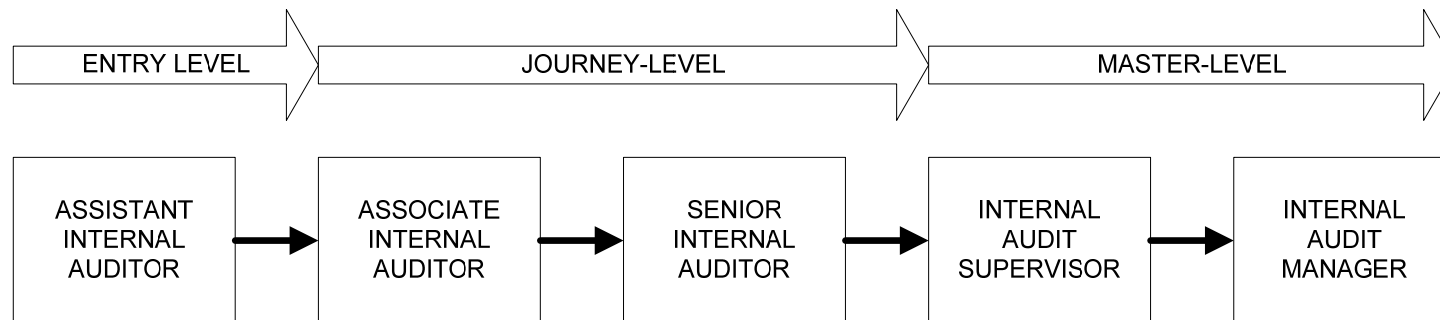 ENTRY LEVEL
JOURNEY-LEVEL
MASTER-LEVEL
ASSISTANT
INTERNAL
AUDITOR
ASSOCIATE
INTERNAL
AUDITOR
SENIOR
INTERNAL
AUDITOR
INTERNAL
AUDIT
SUPERVISOR
INTERNAL
AUDIT
MANAGER